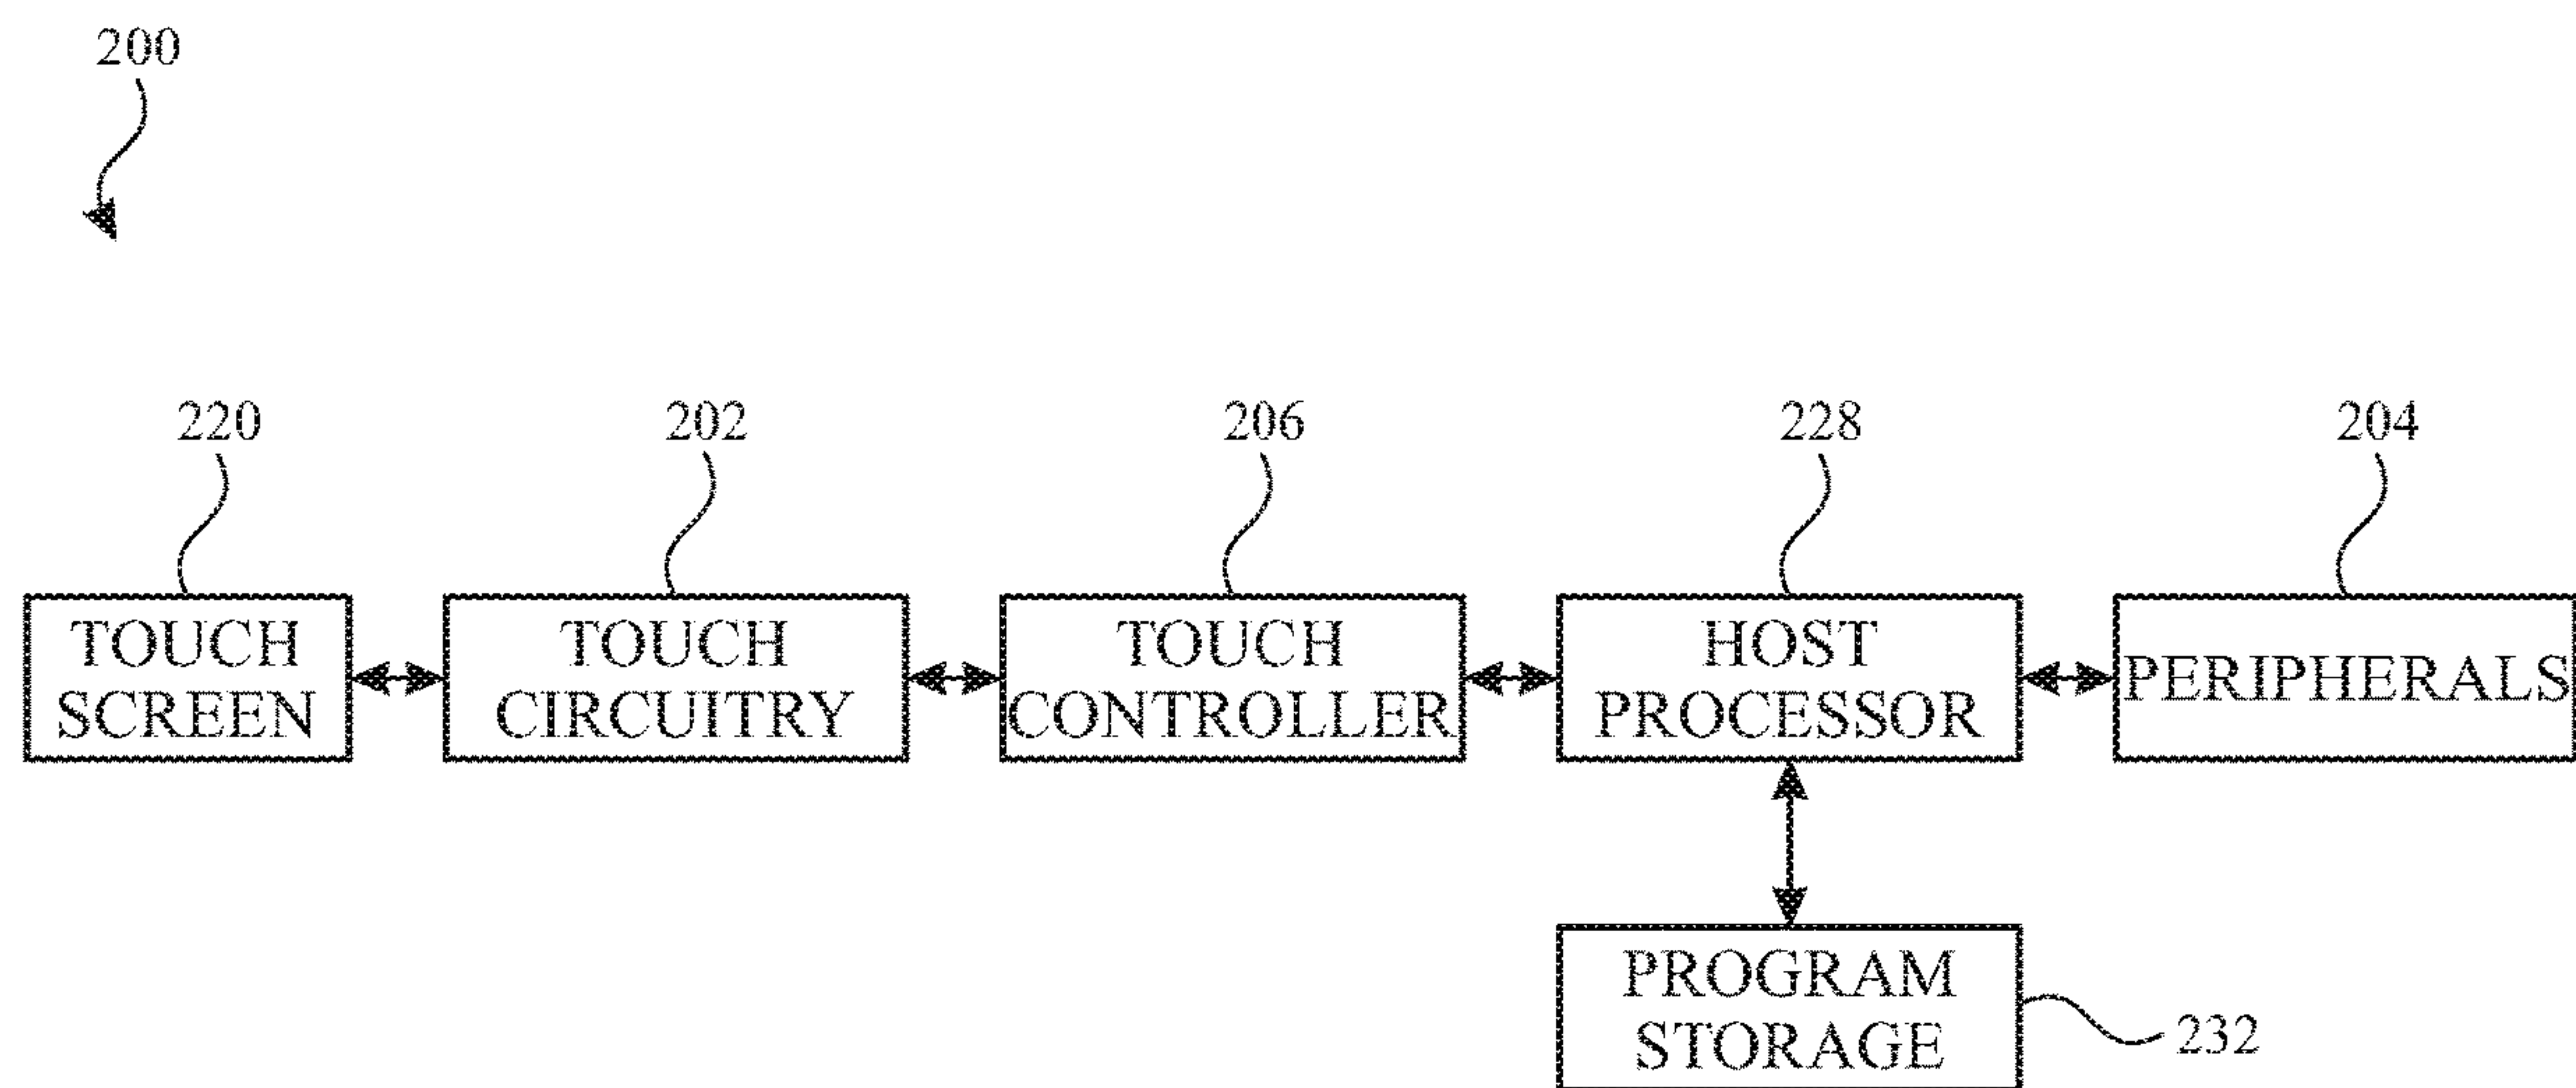 200
220
202
206
228
204
TOUCH
SCREEN
TOUCH
CIRCUITRY
TOUCH
CONTROLLER
HOST
PROCESSOR
PERIPHERALS
PROGRAM
STORAGE
232